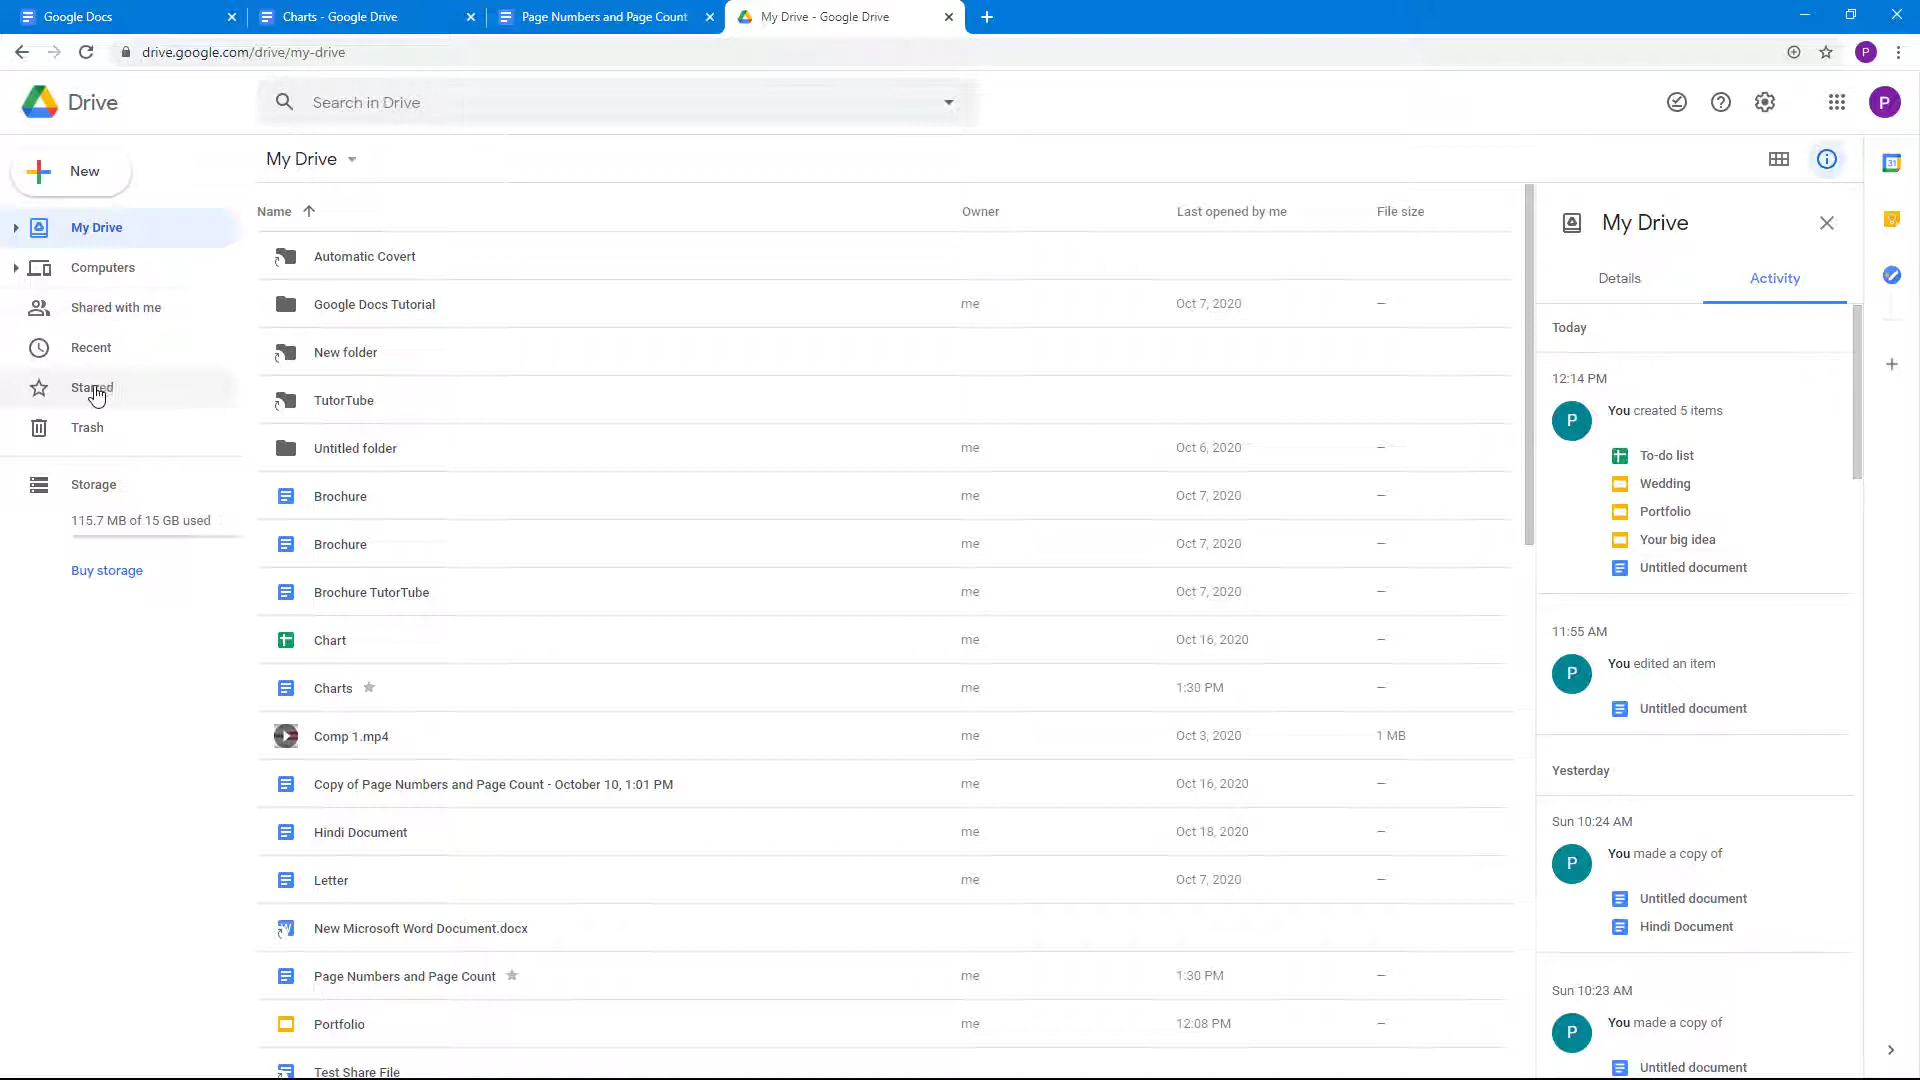 Google Docs
Charts - Google Drive
Page Numbers and Page Count
My Drive - Google Drive
drive.google.com/drive/my-drive
P
Drive
Search in Drive
P
New
My Drive
Computers
Shared with me
Recent
Starred
Trash
Storage
115.7 MB of 15 GB used
Buy storage
My Drive
Name Owner Last opened by me File size
Automatic Covert
Google Docs Tutorial me Oct 7, 2020 —
New folder
TutorTube
Untitled folder me Oct 6, 2020 —
Brochure me Oct 7, 2020 —
Brochure me Oct 7, 2020 —
Brochure TutorTube me Oct 7, 2020 —
Chart me Oct 16, 2020 —
Charts me 1:30 PM —
Comp 1.mp4 me Oct 3, 2020 1 MB
Copy of Page Numbers and Page Count - October 10, 1:01 PM me Oct 16, 2020 —
Hindi Document me Oct 18, 2020 —
Letter me Oct 7, 2020 —
New Microsoft Word Document.docx
Page Numbers and Page Count me 1:30 PM —
Portfolio me 12:08 PM —
Test Share File
My Drive
Details Activity
Today
12:14 PM
P
You created 5 items
To-do list
Wedding
Portfolio
Your big idea
Untitled document
11:55 AM
P
You edited an item
Untitled document
Yesterday
Sun 10:24 AM
P
You made a copy of
Untitled document
Hindi Document
Sun 10:23 AM
P
You made a copy of
Untitled document
31